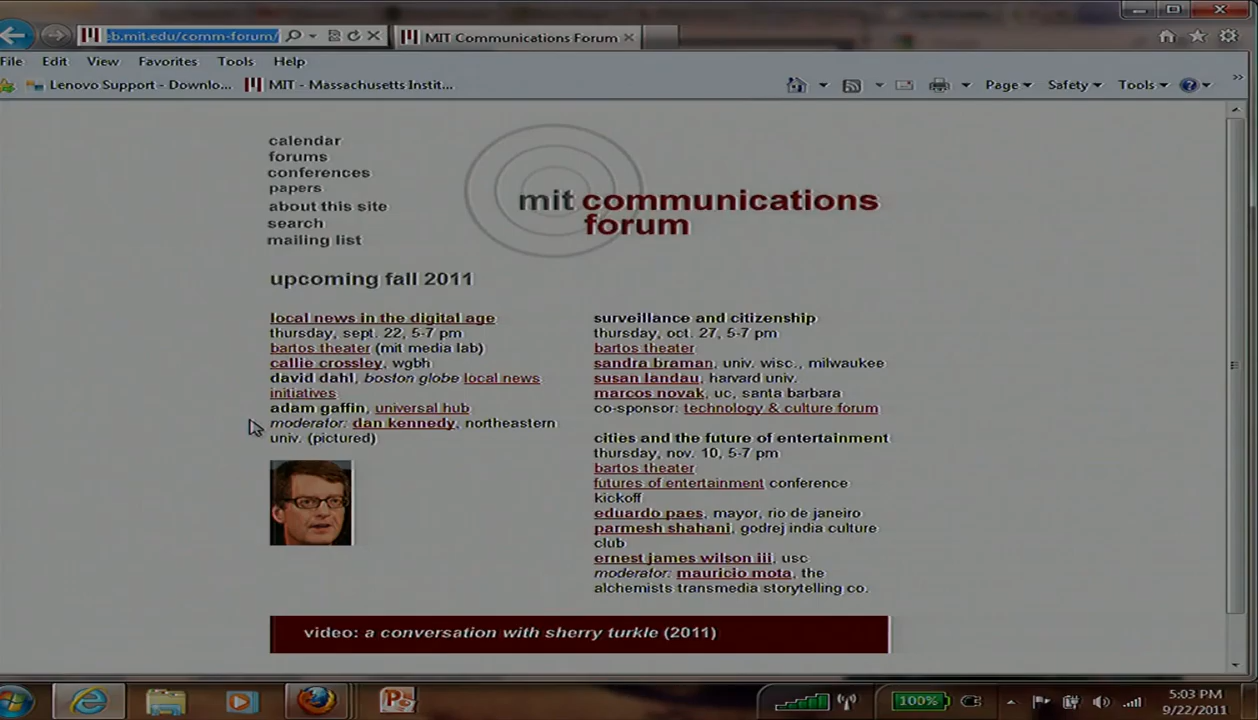 b.mit.edu/comm-forum/
MIT Communications Forum
File Edit View Favorites Tools Help
Lenovo Support - Downlo... MIT - Massachusetts Instit...
Page Safety Tools
calendar
forums
conferences
papers
about this site
search
mailing list
mit communications
forum
upcoming fall 2011
local news in the digital age
thursday, sept. 22, 5-7 pm
bartos theater (mit media lab)
callie crossley, wgbh
david dahl, boston globe local news
initiatives
adam gaffin, universal hub
moderator: dan kennedy, northeastern
univ. (pictured)
surveillance and citizenship
thursday, oct. 27, 5-7 pm
bartos theater
sandra braman, univ. wisc., milwaukee
susan landau, harvard univ.
marcos novak, uc, santa barbara
co-sponsor: technology & culture forum
cities and the future of entertainment
thursday, nov. 10, 5-7 pm
bartos theater
futures of entertainment conference
kickoff
eduardo paes, mayor, rio de janeiro
parmesh shahani, godrej india culture
club
ernest james wilson iii, usc
moderator: mauricio mota, the
alchemists transmedia storytelling co.
video: a conversation with sherry turkle (2011)
100%
5:03 PM
9/22/2011